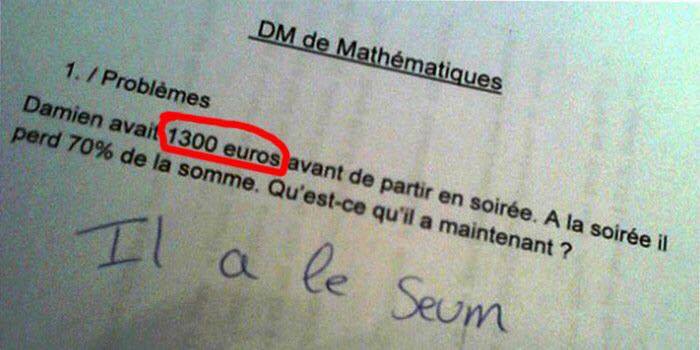 DM de Mathématiques
1. / Problèmes
Damien avait 1300 euros avant de partir en soirée. A la soirée il
perd 70% de la somme. Qu'est-ce qu'il a maintenant ?
Il a le Seum